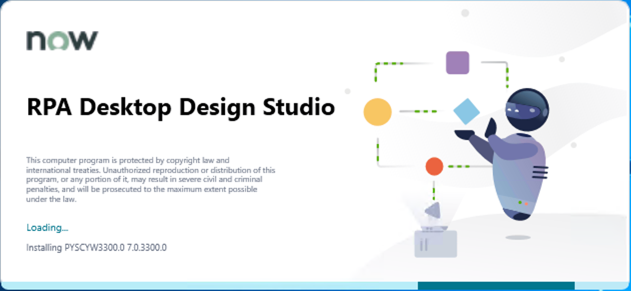 now
RPA Desktop Design Studio
This computer program is protected by copyright law and
international treaties. Unauthorized reproduction or distribution of this
program, or any portion of it, may result in severe civil and criminal
penalties, and will be prosecuted to the maximum extent possible
under the law.
Loading...
Installing PYSCYW3300.0 7.0.3300.0